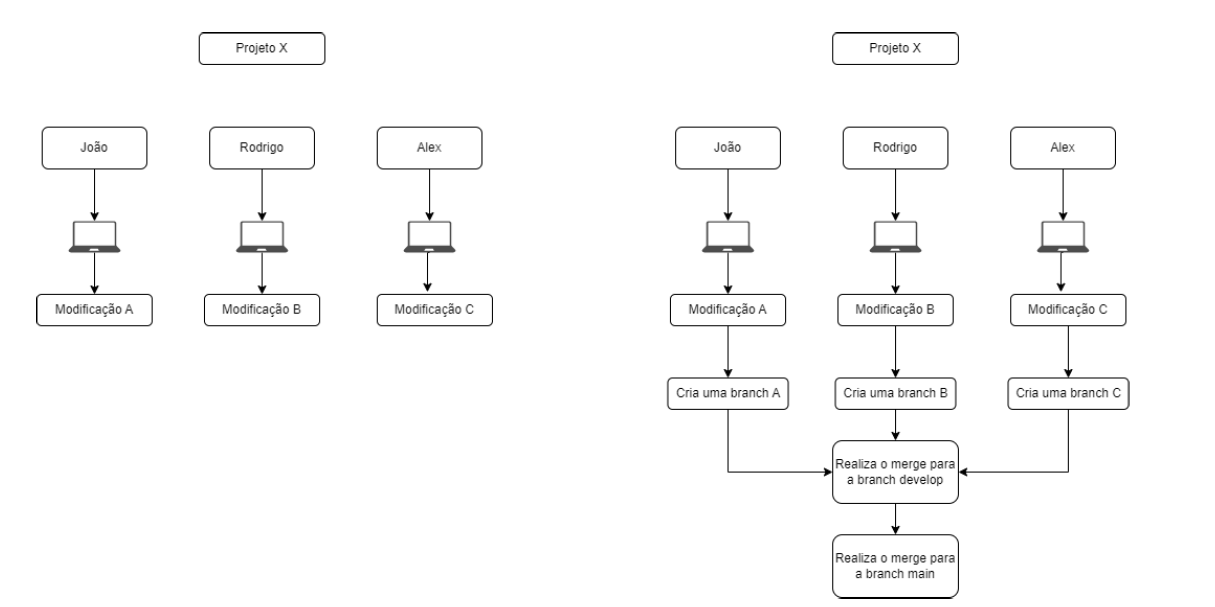 Projeto X
João
Rodrigo
Alex
Modificação A
Modificação B
Modificação C
Projeto X
João
Rodrigo
Alex
Modificação A
Modificação B
Modificação C
Cria uma branch A
Cria uma branch B
Cria uma branch C
Realiza o merge para
a branch develop
Realiza o merge para
a branch main